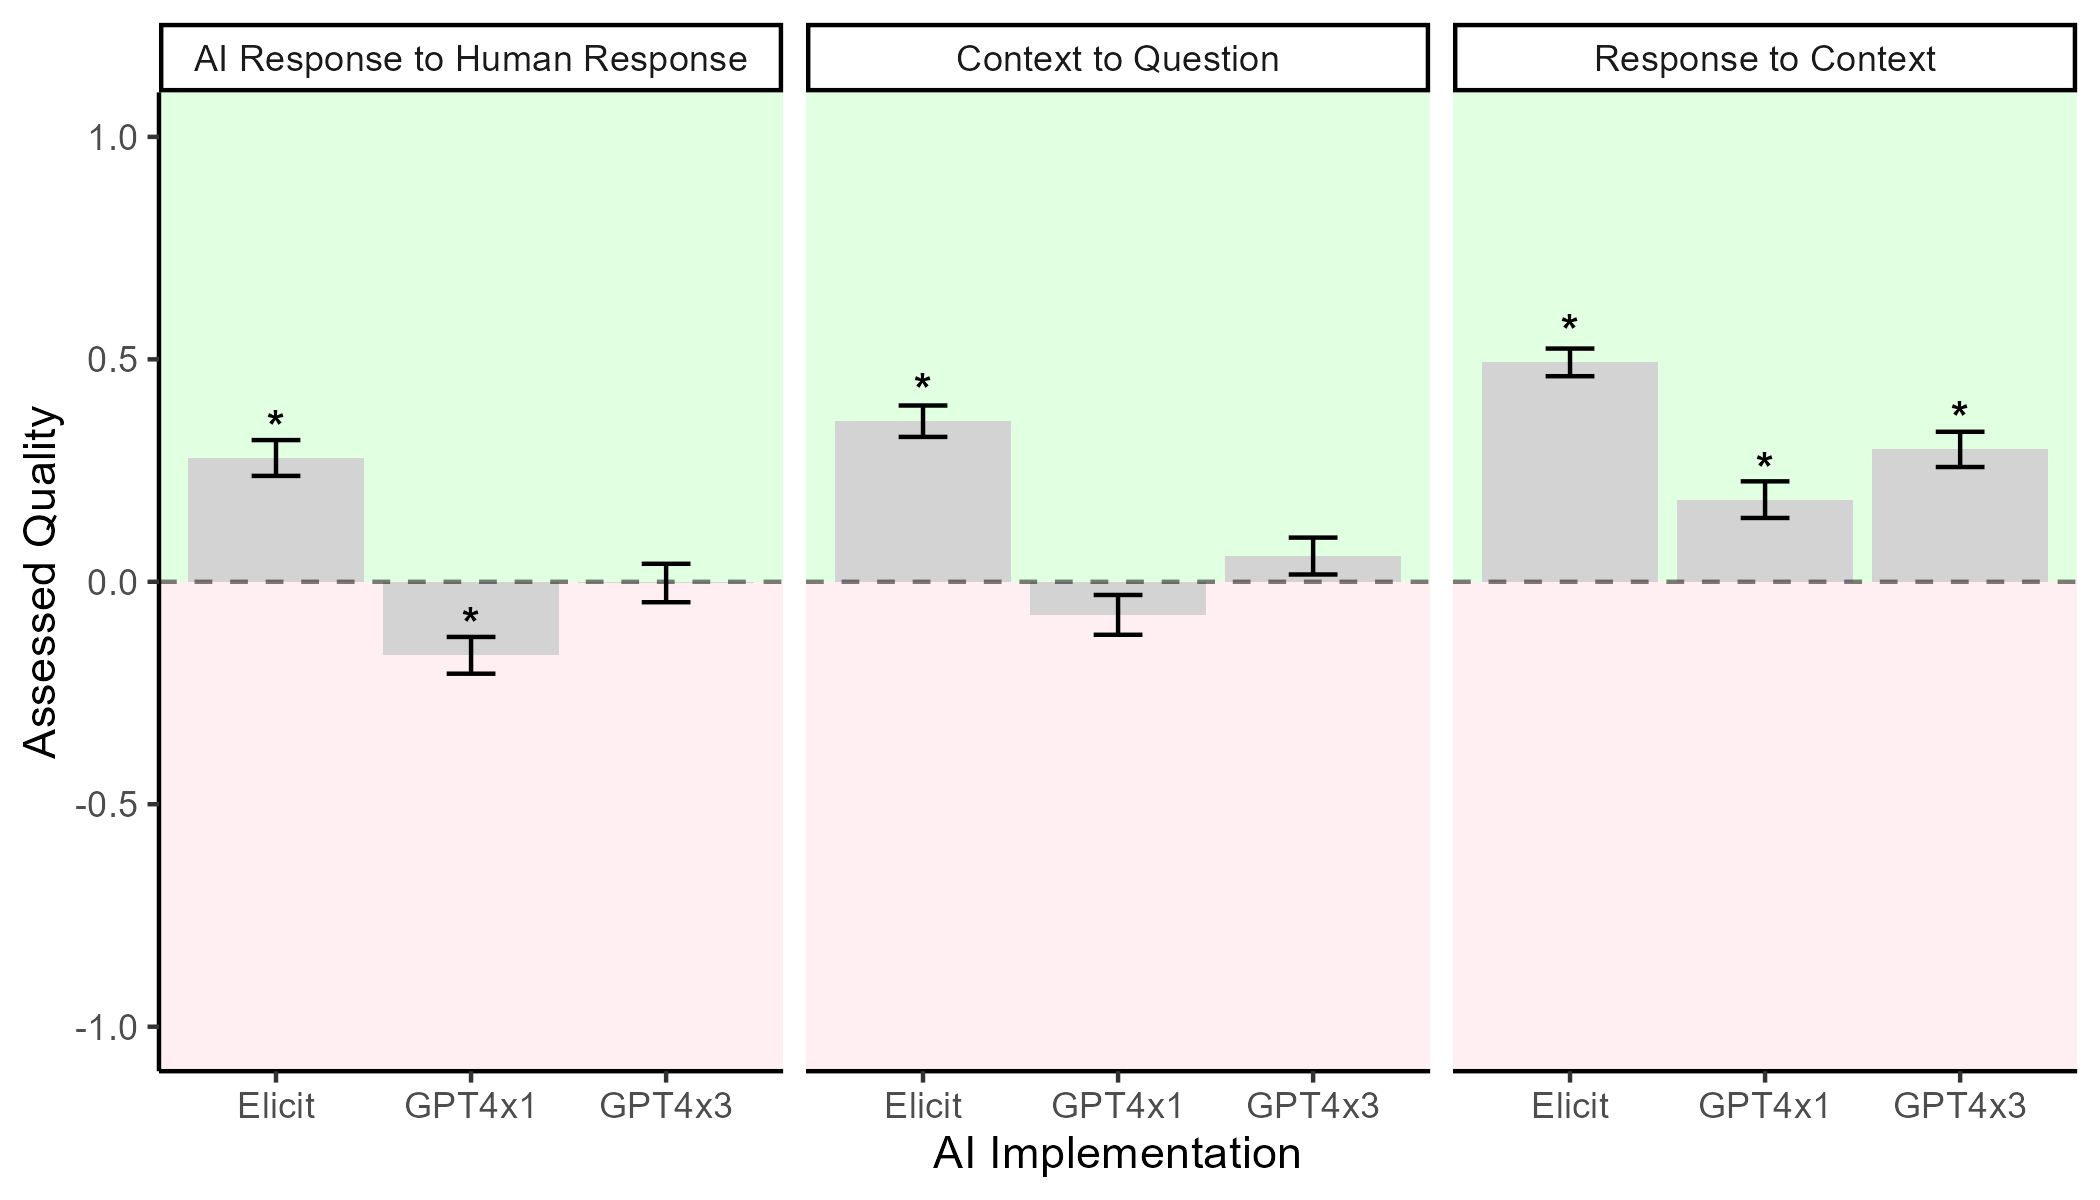 AI Response to Human Response
Context to Question
Response to Context
Assessed Quality
1.0
0.5
0.0
-0.5
-1.0
*
*
*
*
*
*
Elicit
GPT4x1
GPT4x3
Elicit
GPT4x1
GPT4x3
Elicit
GPT4x1
GPT4x3
AI Implementation